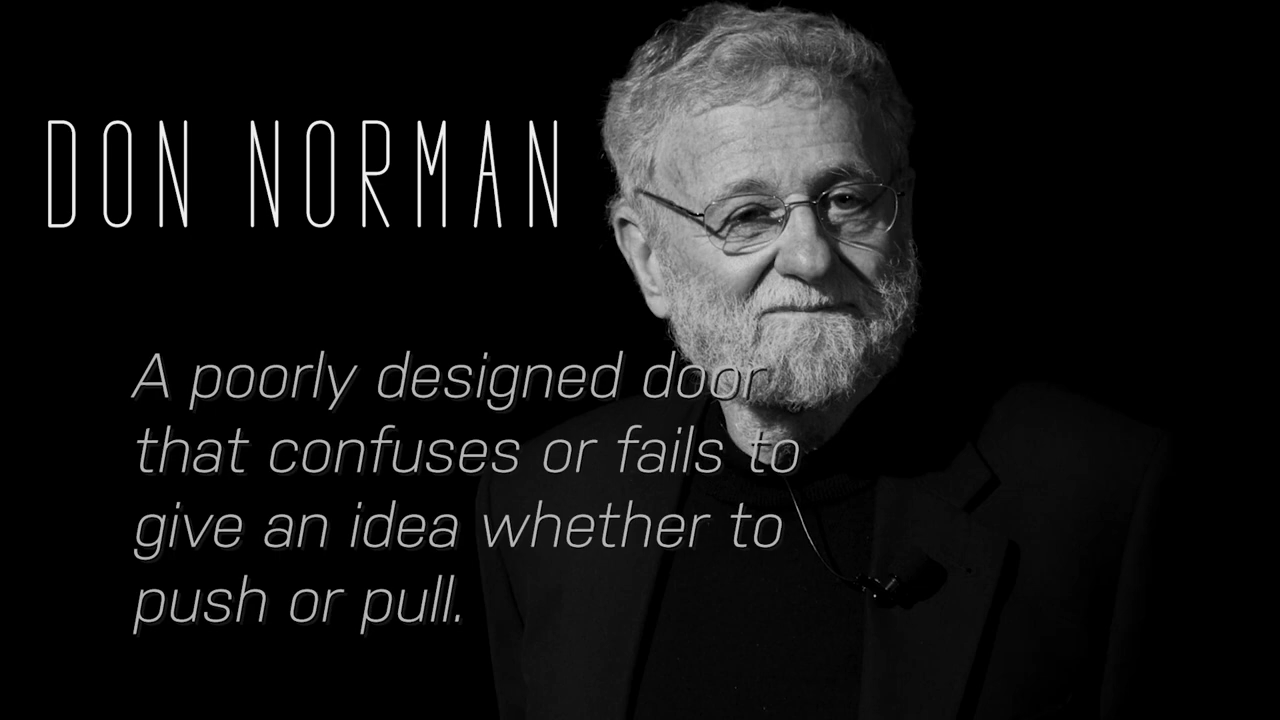 DON NORMAN
A poorly designed door
that confuses or fails to
give an idea whether to
push or pull.